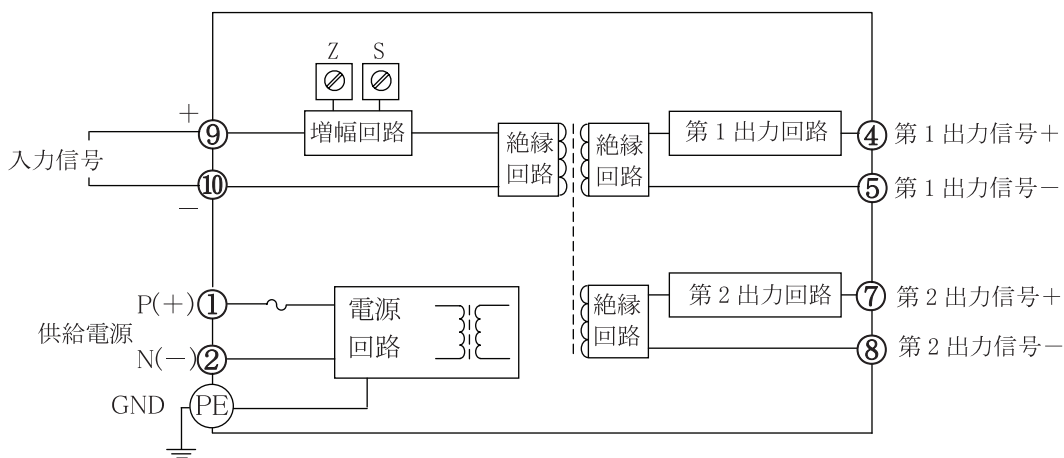 Z S
+
⑨
増幅回路
絶縁
回路
絶縁
回路
第1出力回路
④
第1出力信号+
入力信号
⑩
−
⑤
第1出力信号−
P(+)
①
供給電源
N(−)
②
電源
回路
GND
PE
絶縁
回路
第2出力回路
⑦
第2出力信号+
⑧
第2出力信号−